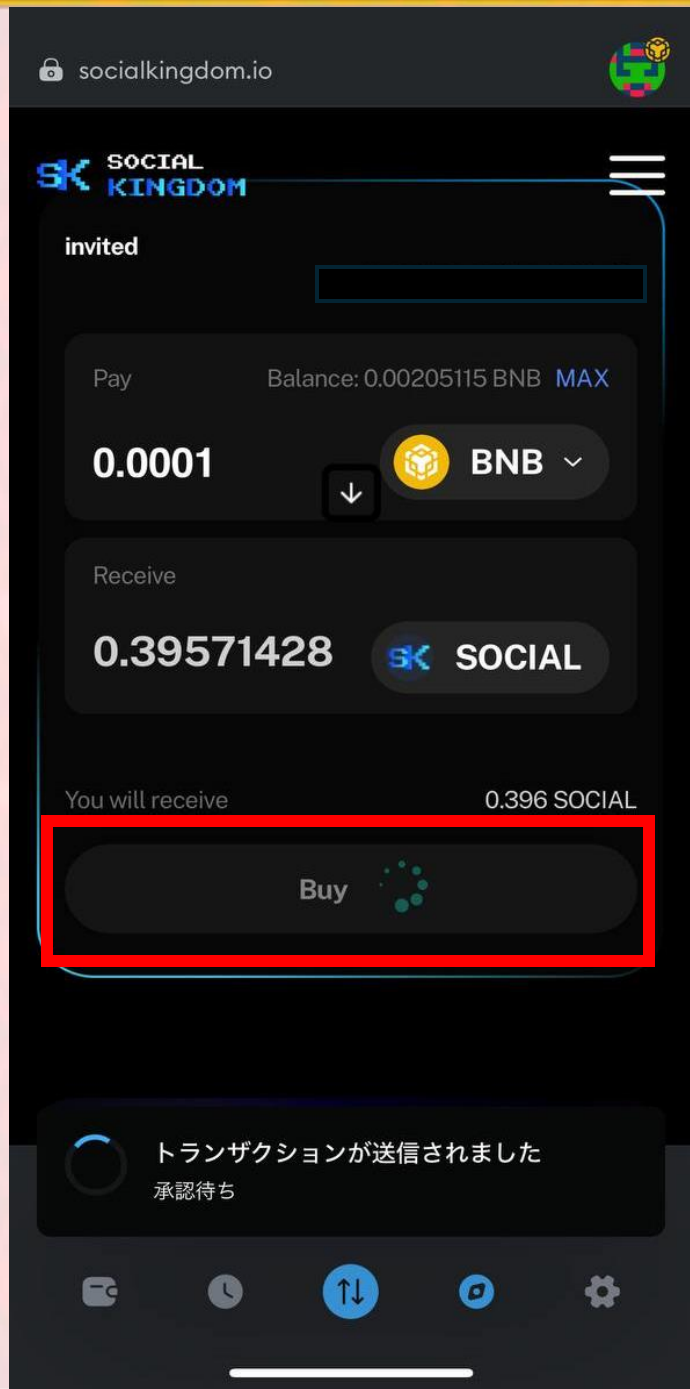 socialkingdom.io
SK SOCIAL
KINGDOM
invited
Pay Balance: 0.00205115 BNB MAX
0.0001 BNB
Receive
0.39571428 SK SOCIAL
You will receive 0.396 SOCIAL
Buy
トランザクションが送信されました
承認待ち